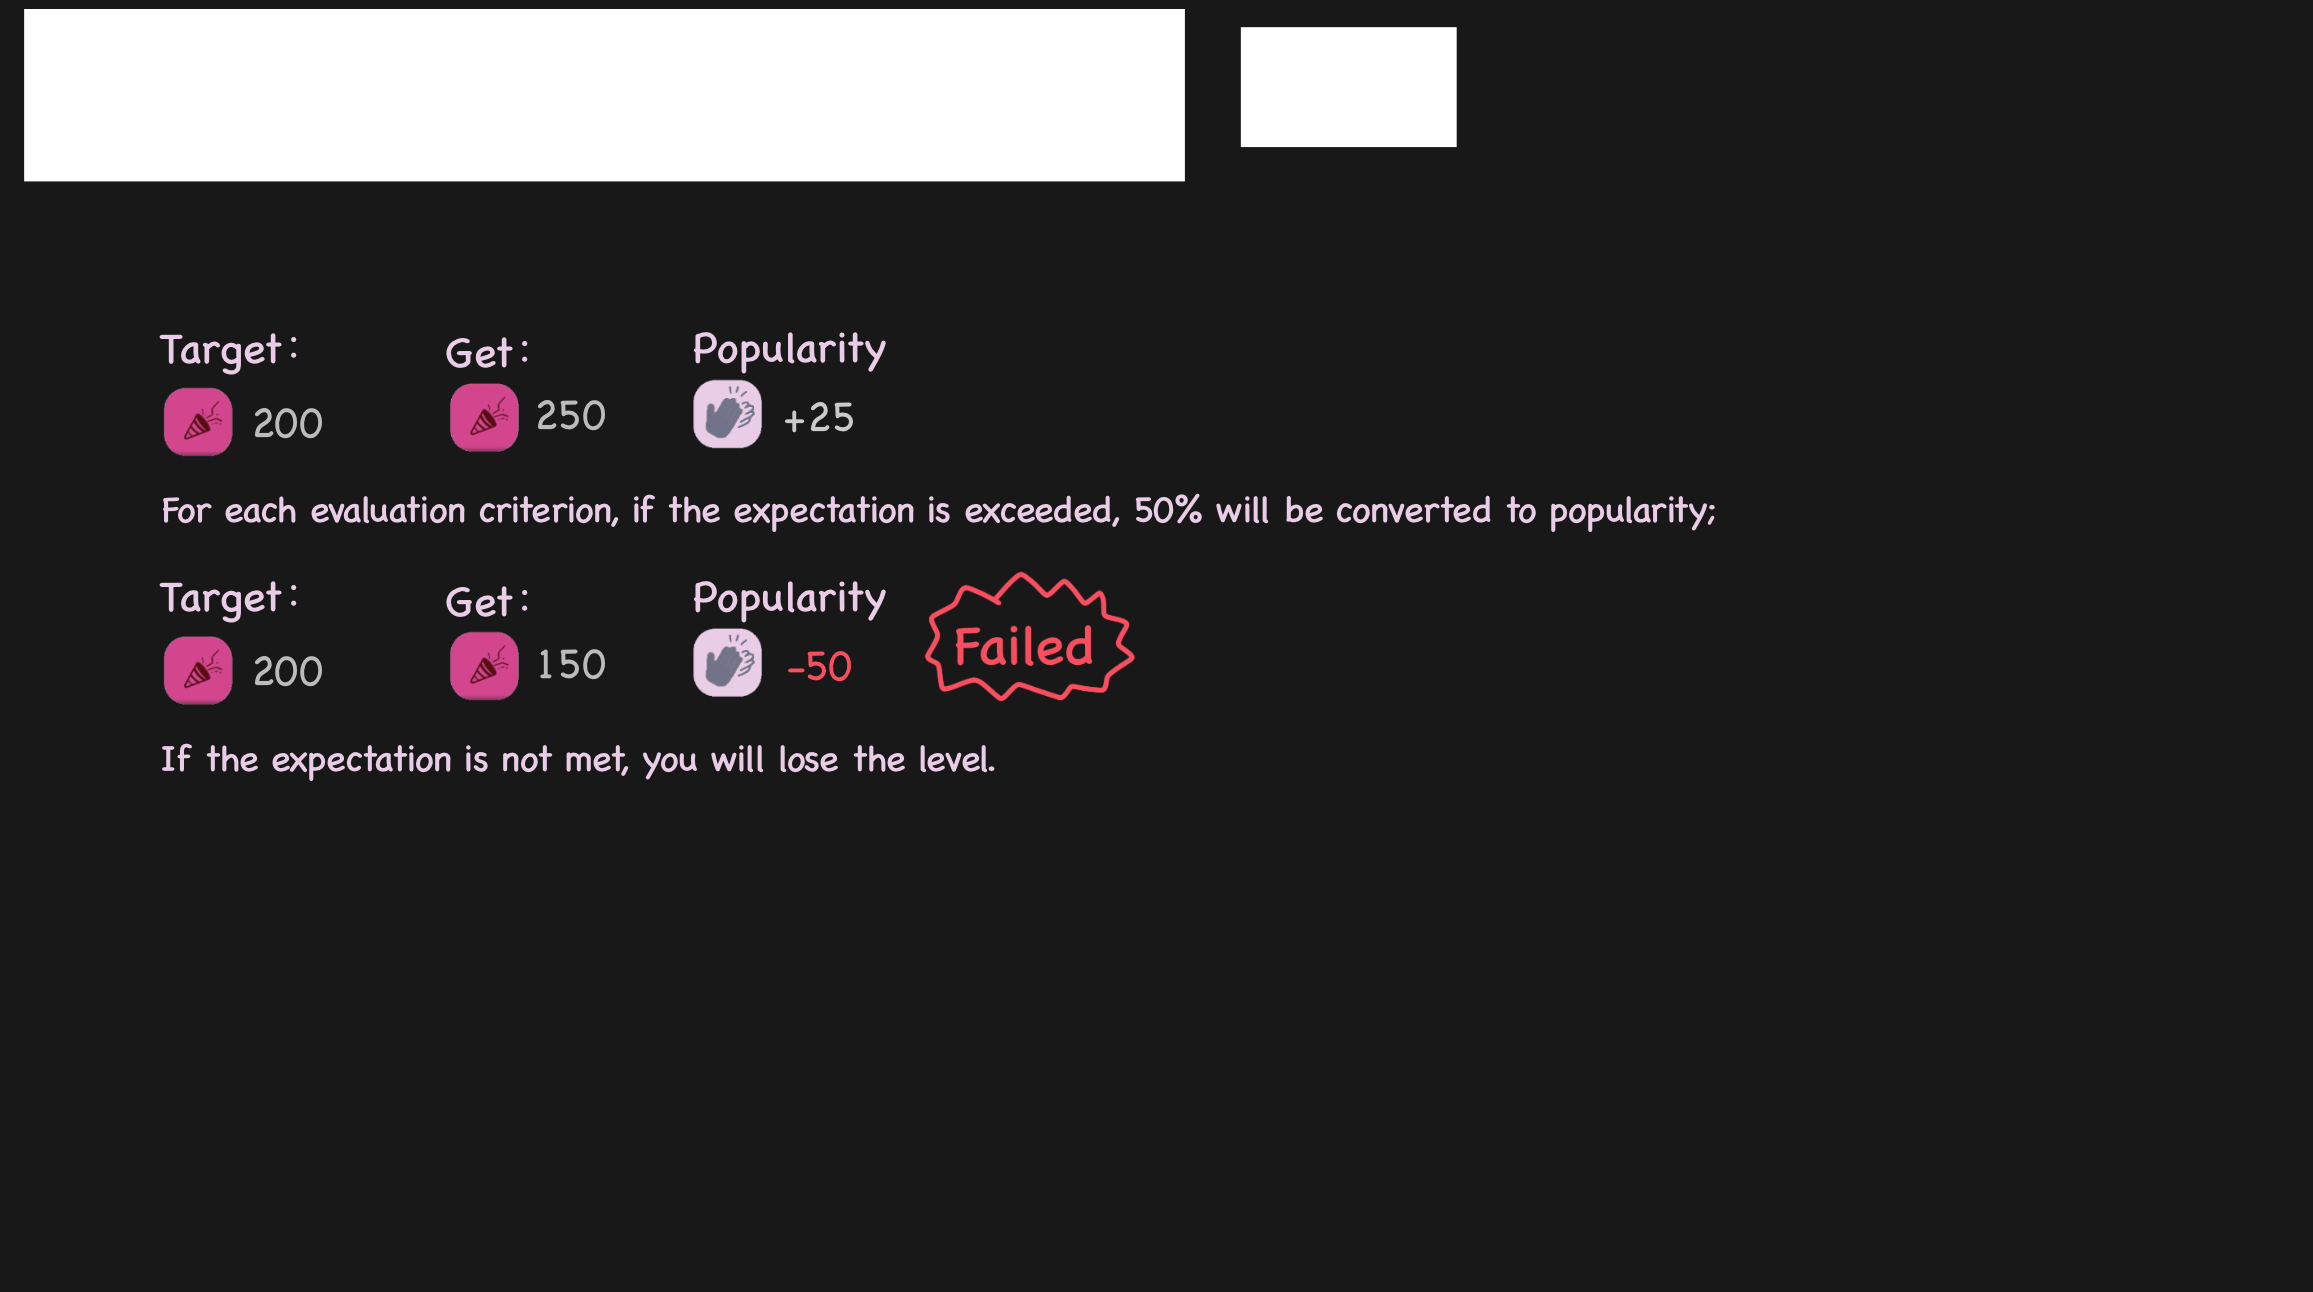 Target: Get: Popularity
200 250 +25
For each evaluation criterion, if the expectation is exceeded, 50% will be converted to popularity;
Target: Get: Popularity
200 150 -50 Failed
If the expectation is not met, you will lose the level.